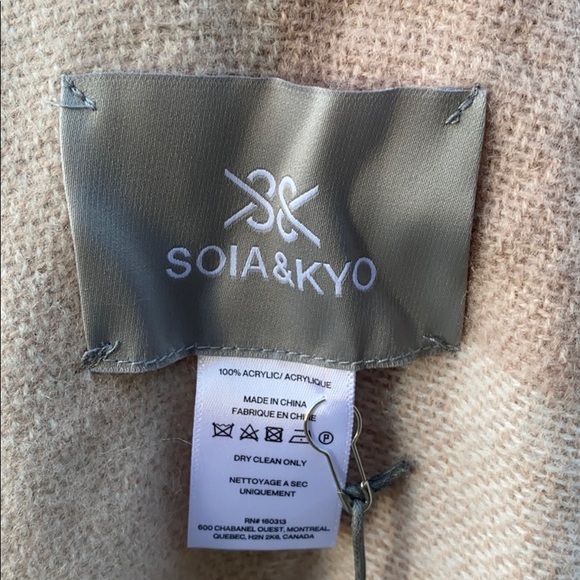 SOIA&KYO
100% ACRYLIC/ ACRYLIQUE
MADE IN CHINA
FABRIQUE EN CHINE
P
DRY CLEAN ONLY
NETTOYAGE A SEC
UNIQUEMENT
RN# 160313
600 CHABANEL OUEST, MONTREAL,
QUEBEC, H2N 2K6, CANADA